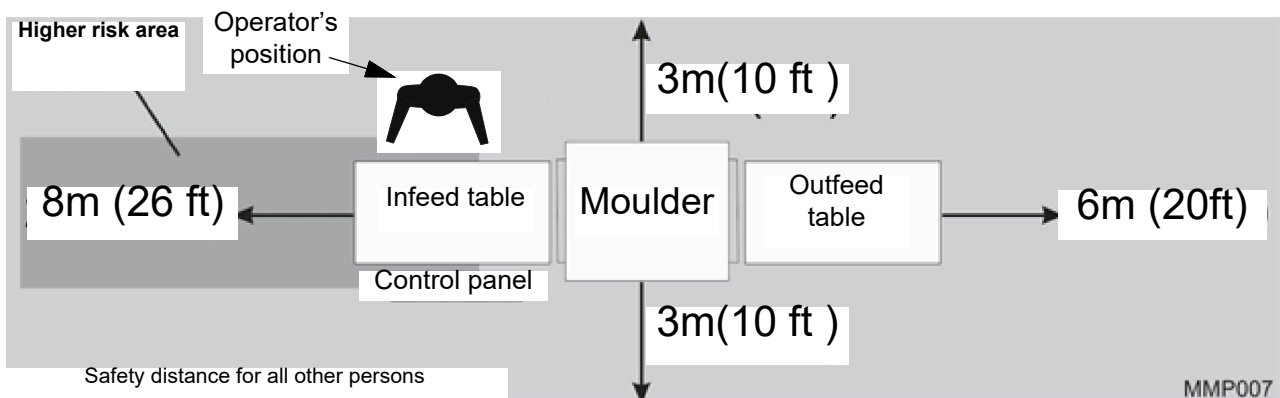 Higher risk area
Operator's
position
3m(10 ft )
8m (26 ft)
Infeed table
Moulder
Outfeed
table
6m (20ft)
Control panel
3m(10 ft )
Safety distance for all other persons
MMP007